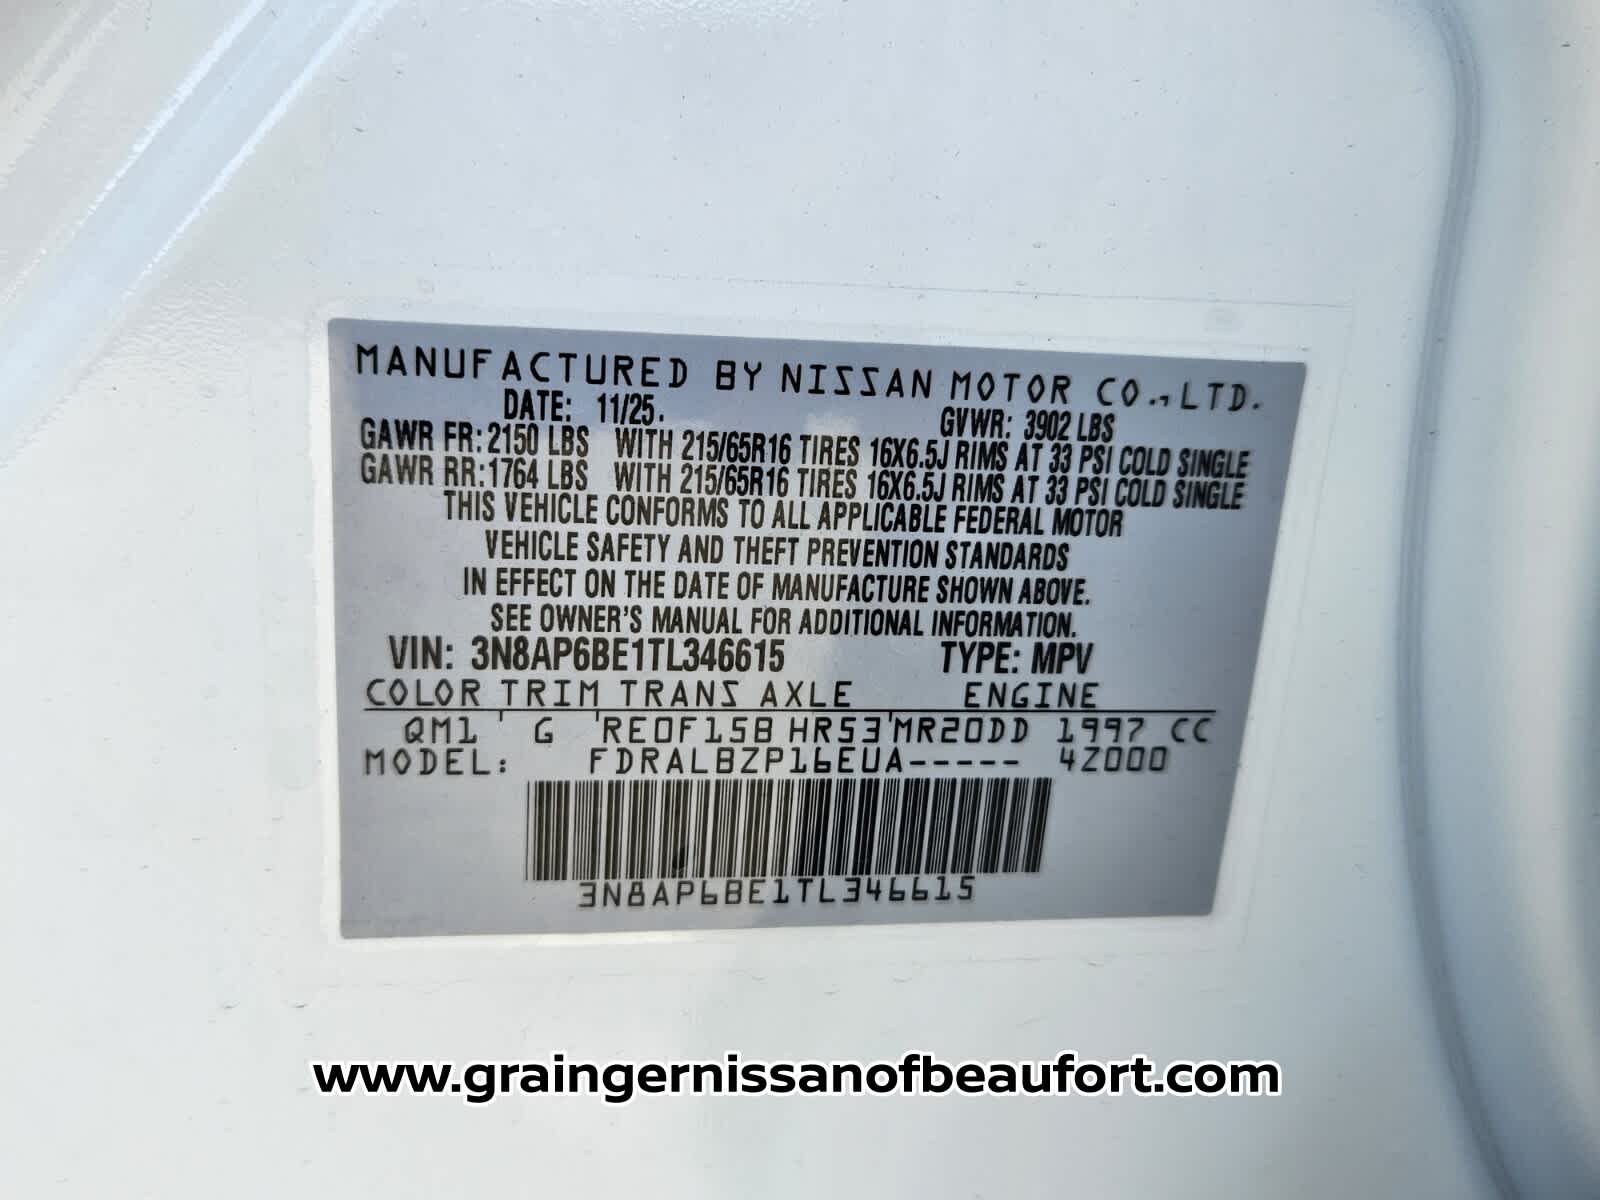 MANUFACTURED BY NISSAN MOTOR CO., LTD.
DATE: 11/25. GVWR: 3902 LBS
GAWR FR: 2150 LBS WITH 215/65R16 TIRES 16X6.5J RIMS AT 33 PSI COLD SINGLE
GAWR RR: 1764 LBS WITH 215/65R16 TIRES 16X6.5J RIMS AT 33 PSI COLD SINGLE
THIS VEHICLE CONFORMS TO ALL APPLICABLE FEDERAL MOTOR
VEHICLE SAFETY AND THEFT PREVENTION STANDARDS
IN EFFECT ON THE DATE OF MANUFACTURE SHOWN ABOVE.
SEE OWNER'S MANUAL FOR ADDITIONAL INFORMATION.
VIN: 3N8AP6BE1TL346615 TYPE: MPV
COLOR TRIM TRANS AXLE ENGINE
QM1 ' G 'RE0F15B HR53'MR20DD 1997 CC
MODEL: FDRALBZP16EUA----- 4Z000
3N8AP6BE1TL346615
www.graingernissanofbeaufort.com